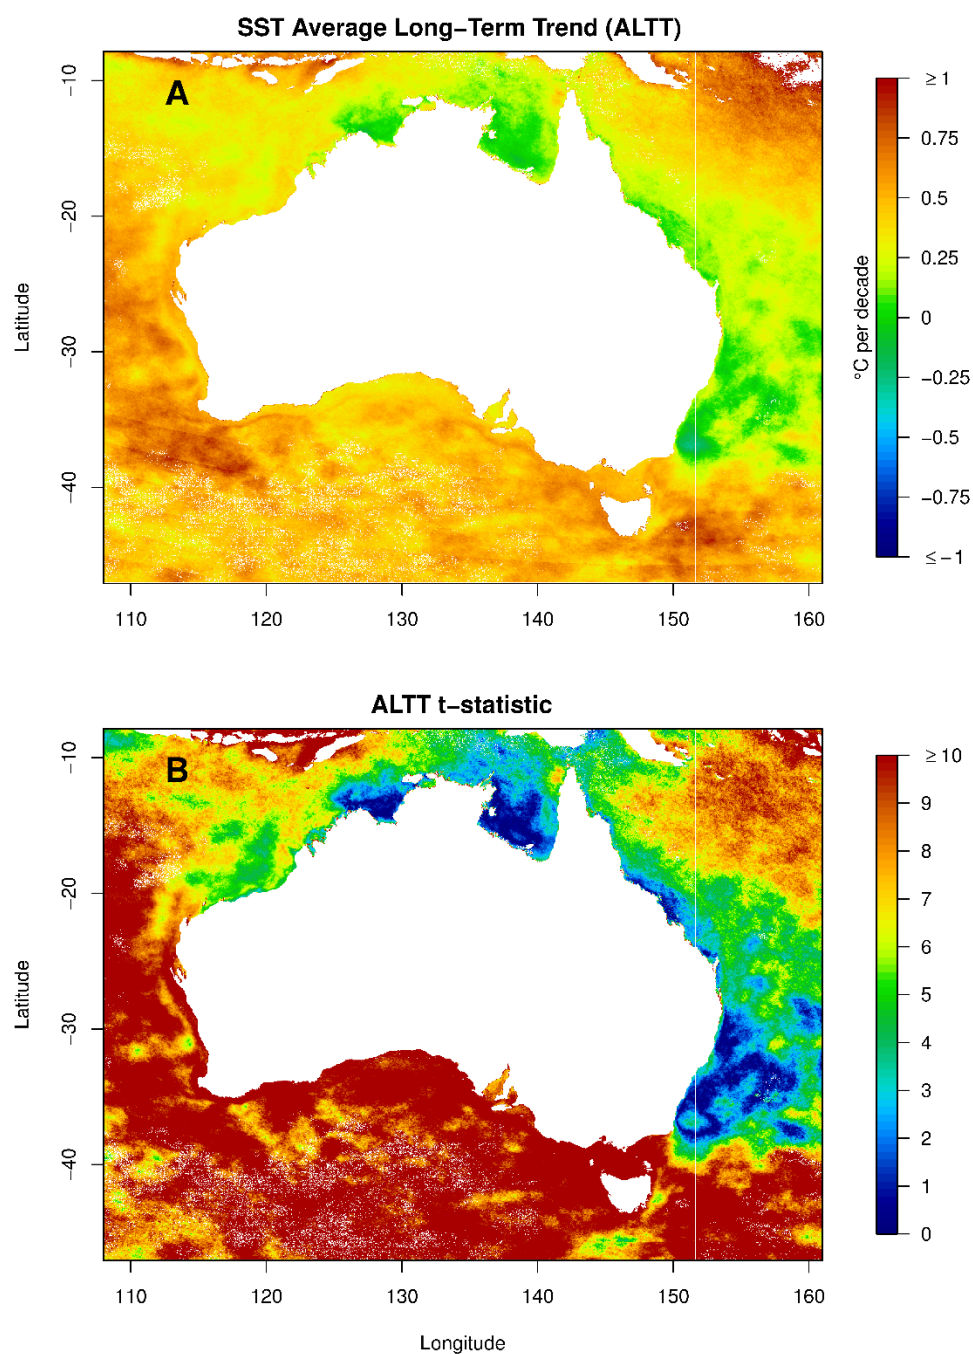 SST Average Long−Term Trend (ALTT)
A
−10
−20
−30
−40
Latitude
110 120 130 140 150 160
≥ 1
0.75
0.5
0.25
0
−0.25
−0.5
−0.75
≤ −1
°C per decade
ALTT t−statistic
B
−10
−20
−30
−40
Latitude
110 120 130 140 150 160
Longitude
≥ 10
9
8
7
6
5
4
3
2
1
0